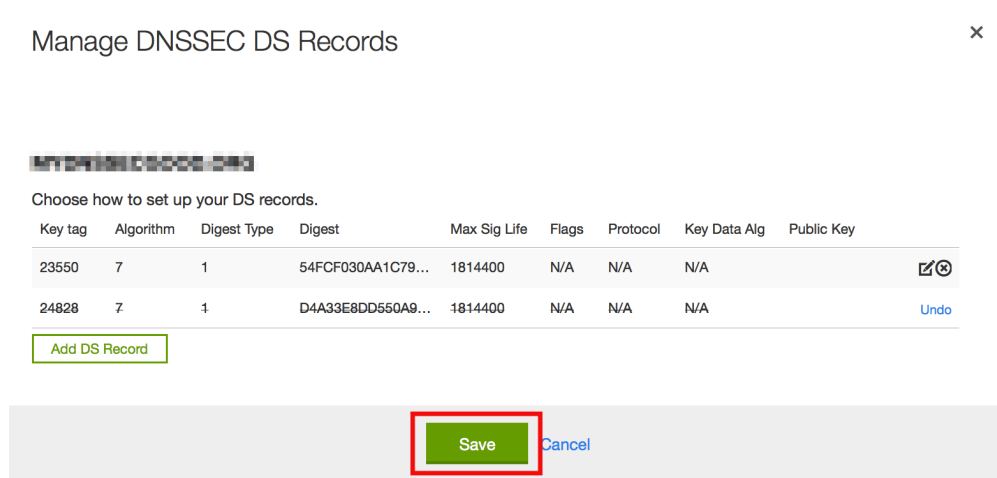 Manage DNSSEC DS Records
Choose how to set up your DS records.
Key tag Algorithm Digest Type Digest Max Sig Life Flags Protocol Key Data Alg Public Key
23550 7 1 54FCF030AA1C79... 1814400 N/A N/A N/A
24828 7 1 D4A33E8DD550A9... 1814400 N/A N/A N/A Undo
Add DS Record
Save Cancel